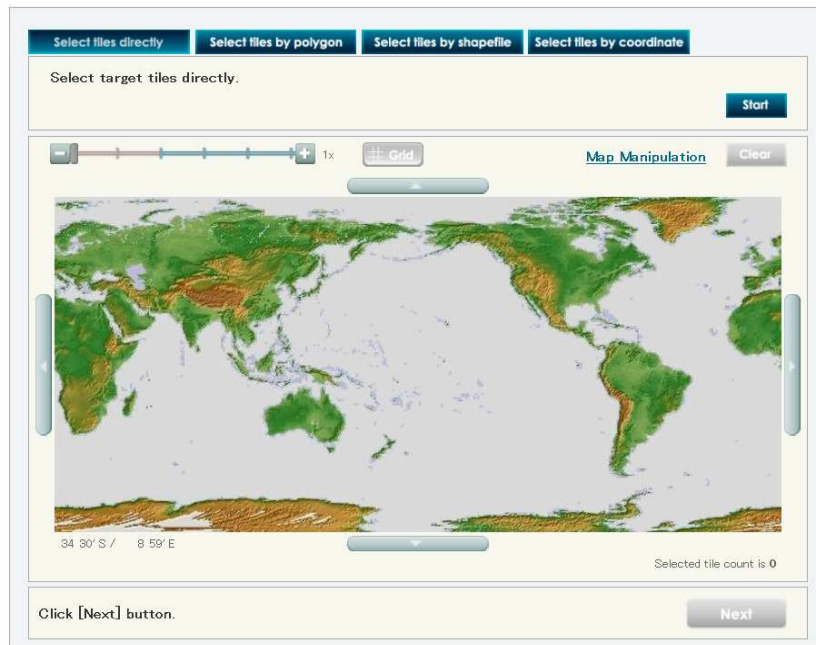 Select tiles directly Select tiles by polygon Select tiles by shapefile Select tiles by coordinate
Select target tiles directly.
Start
1x Grid Map Manipulation Clear
34 30' S / 8 59' E
Selected tile count is 0
Click [Next] button. Next